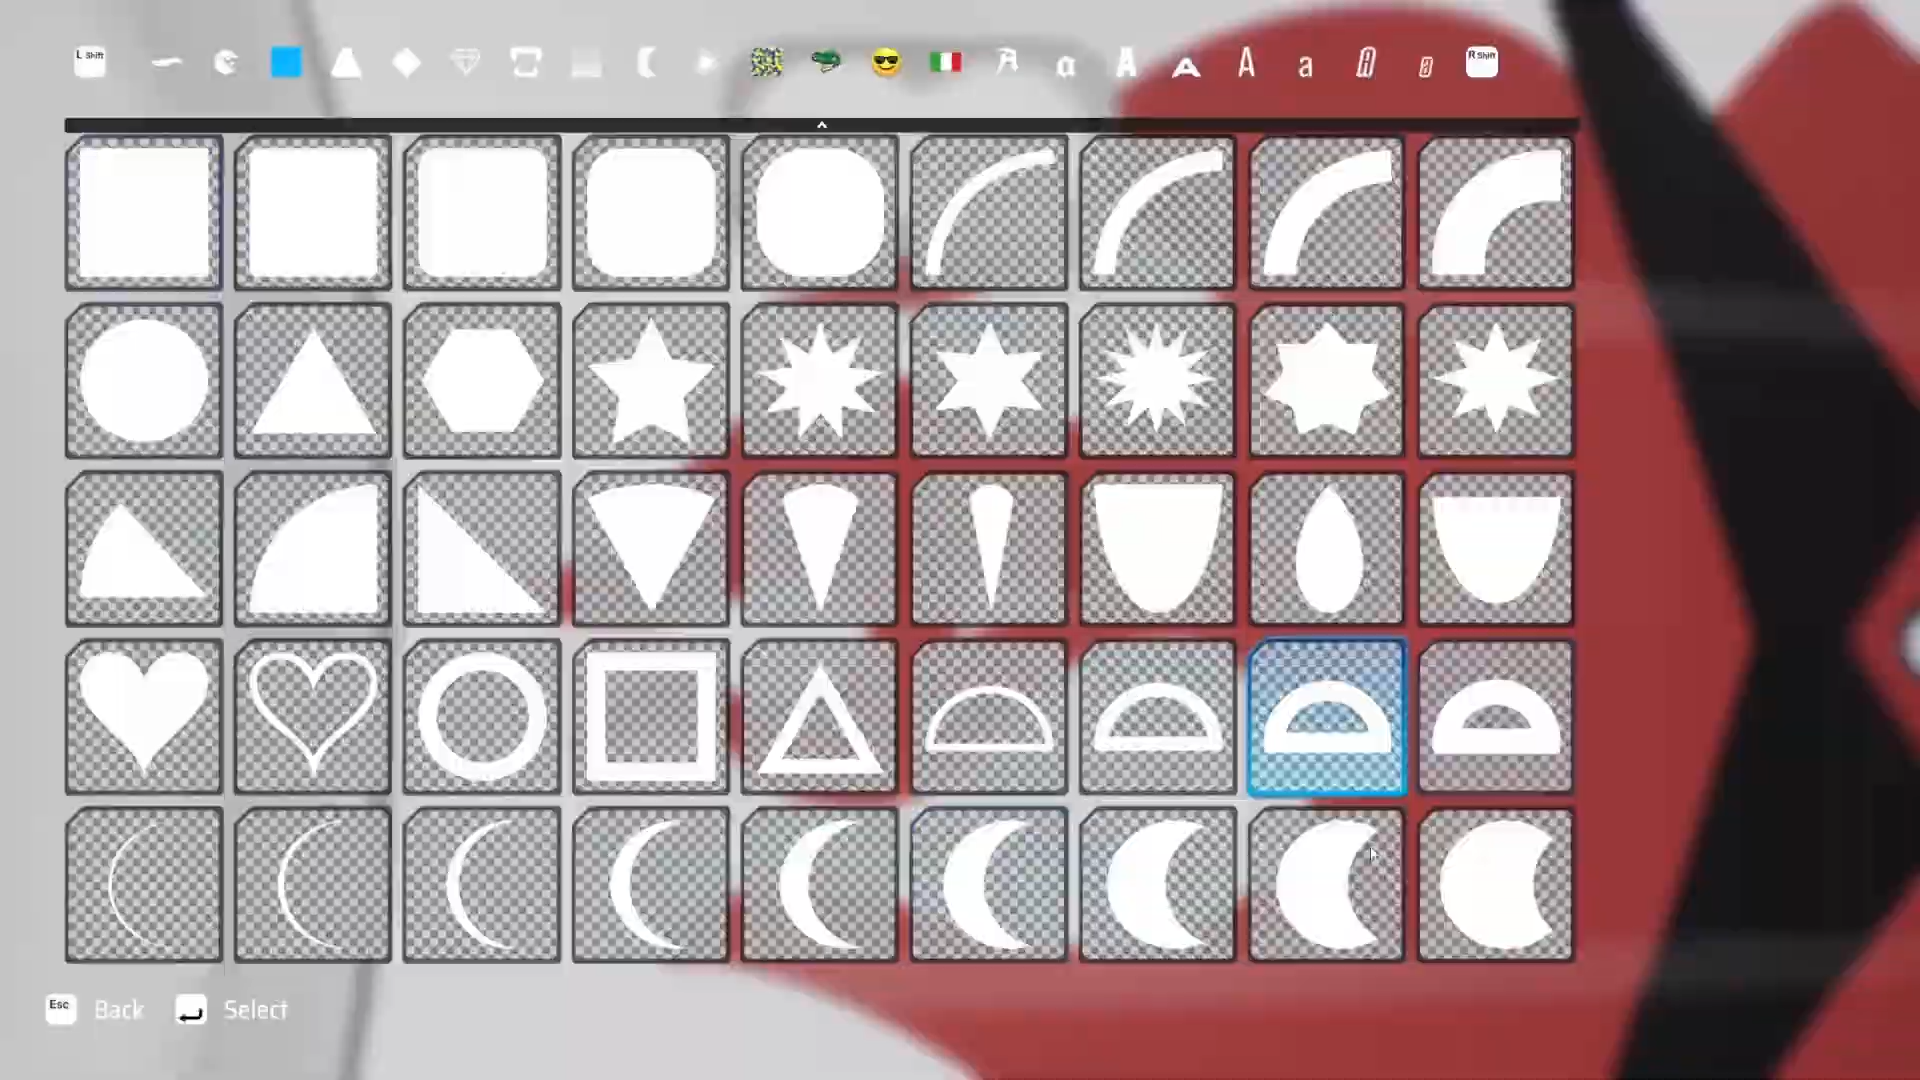 L Shift
A α A A A a A a
R Shift
Esc Back Select